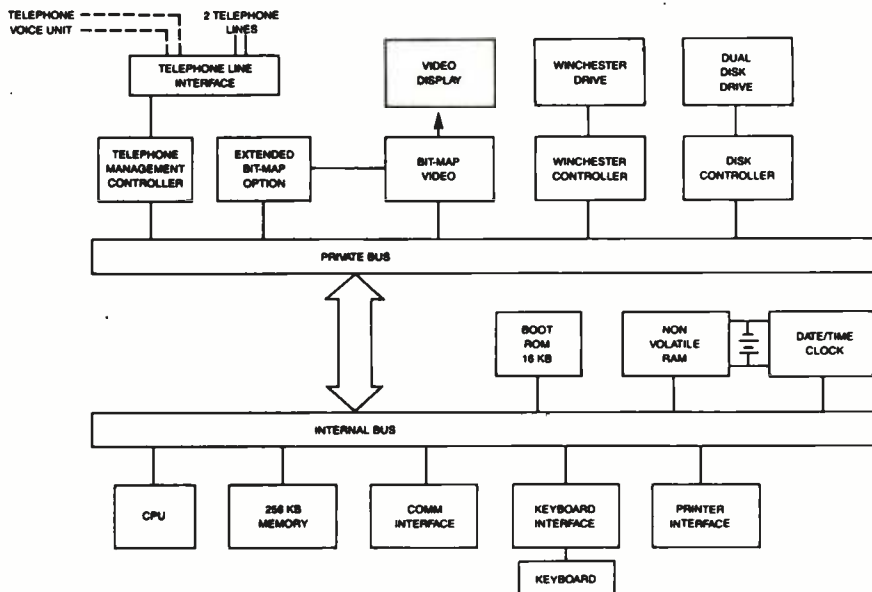 TELEPHONE
VOICE UNIT
2 TELEPHONE
LINES
TELEPHONE LINE
INTERFACE
VIDEO
DISPLAY
WINCHESTER
DRIVE
DUAL
DISK
DRIVE
TELEPHONE
MANAGEMENT
CONTROLLER
EXTENDED
BIT-MAP
OPTION
BIT-MAP
VIDEO
WINCHESTER
CONTROLLER
DISK
CONTROLLER
PRIVATE BUS
BOOT
ROM
16 KB
NON
VOLATILE
RAM
DATE/TIME
CLOCK
INTERNAL BUS
CPU
256 KB
MEMORY
COMM
INTERFACE
KEYBOARD
INTERFACE
PRINTER
INTERFACE
KEYBOARD